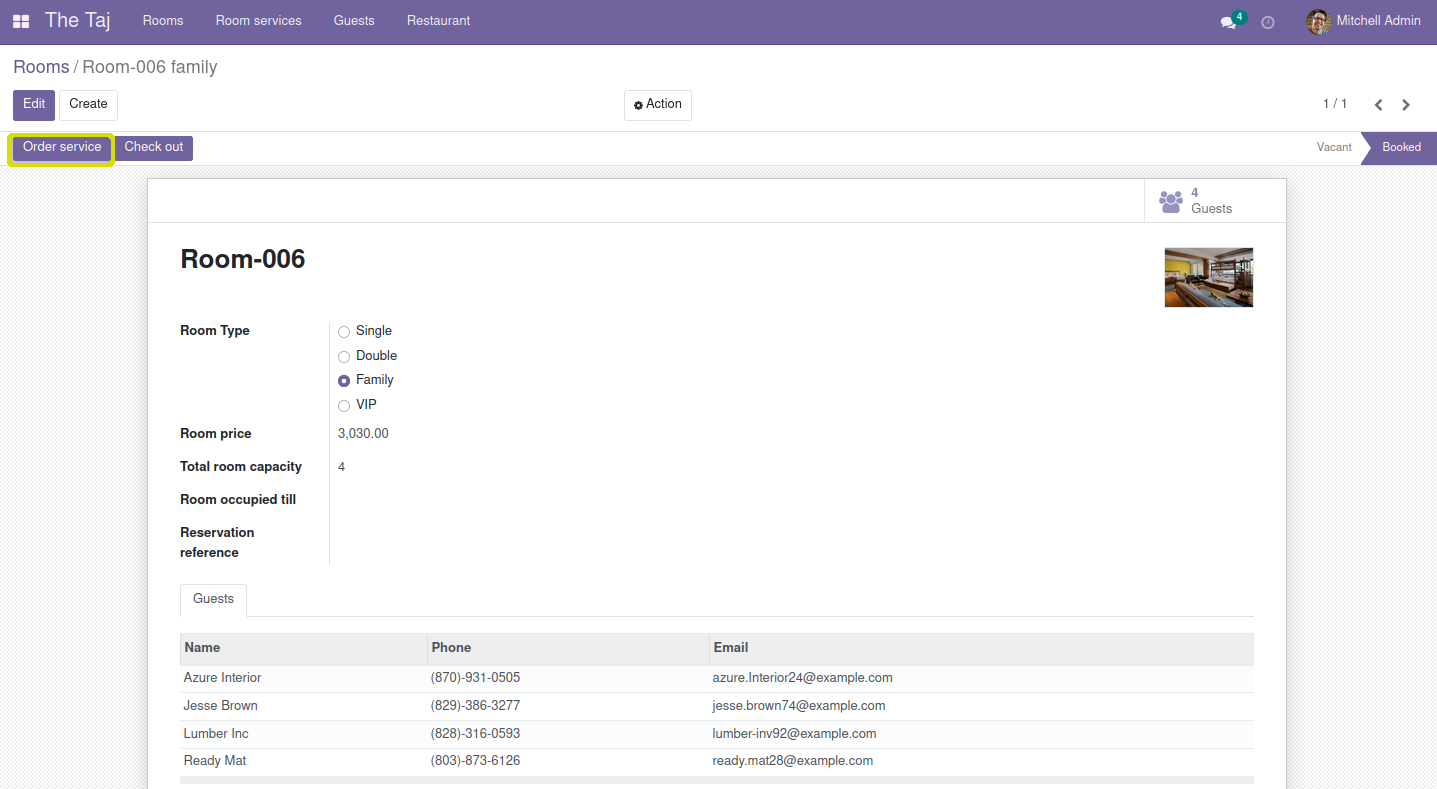 The Taj Rooms Room services Guests Restaurant 4 Mitchell Admin
Rooms / Room-006 family
Edit Create Action 1 / 1
Order service Check out Vacant Booked
4
Guests
Room-006
Room Type Single
Double
Family
VIP
Room price 3,030.00
Total room capacity 4
Room occupied till
Reservation
reference
Guests
Name Phone Email
Azure Interior (870)-931-0505 azure.Interior24@example.com
Jesse Brown (829)-386-3277 jesse.brown74@example.com
Lumber Inc (828)-316-0593 lumber-inv92@example.com
Ready Mat (803)-873-6126 ready.mat28@example.com